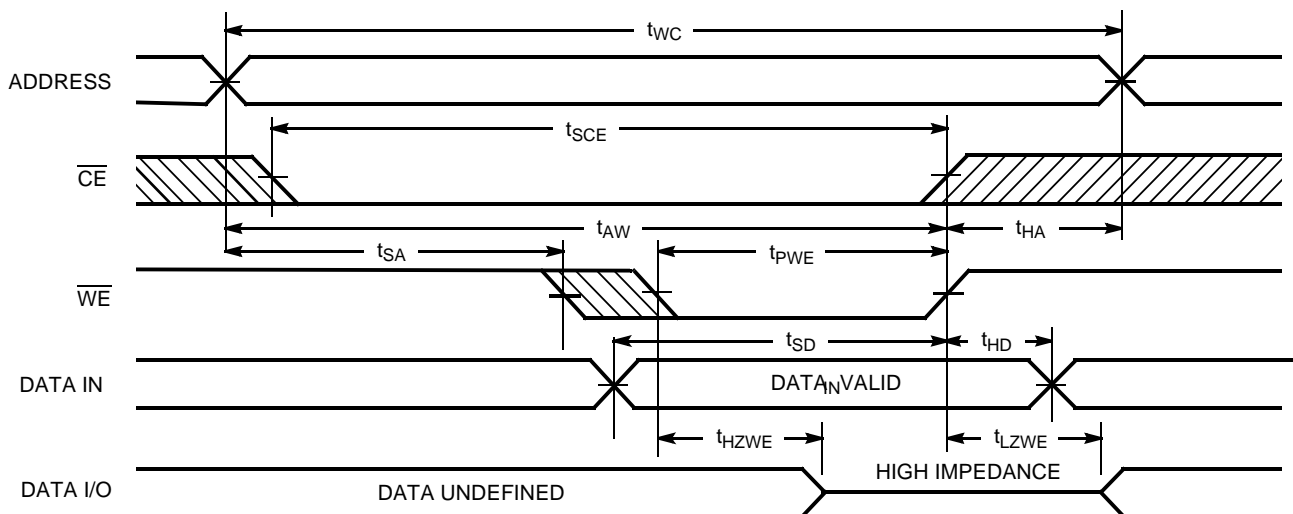 tWC
ADDRESS
tSCE
CE
tAW
tHA
tSA
tPWE
WE
tSD
tHD
DATA IN
DATAIN VALID
tHZWE
tLZWE
HIGH IMPEDANCE
DATA I/O
DATA UNDEFINED